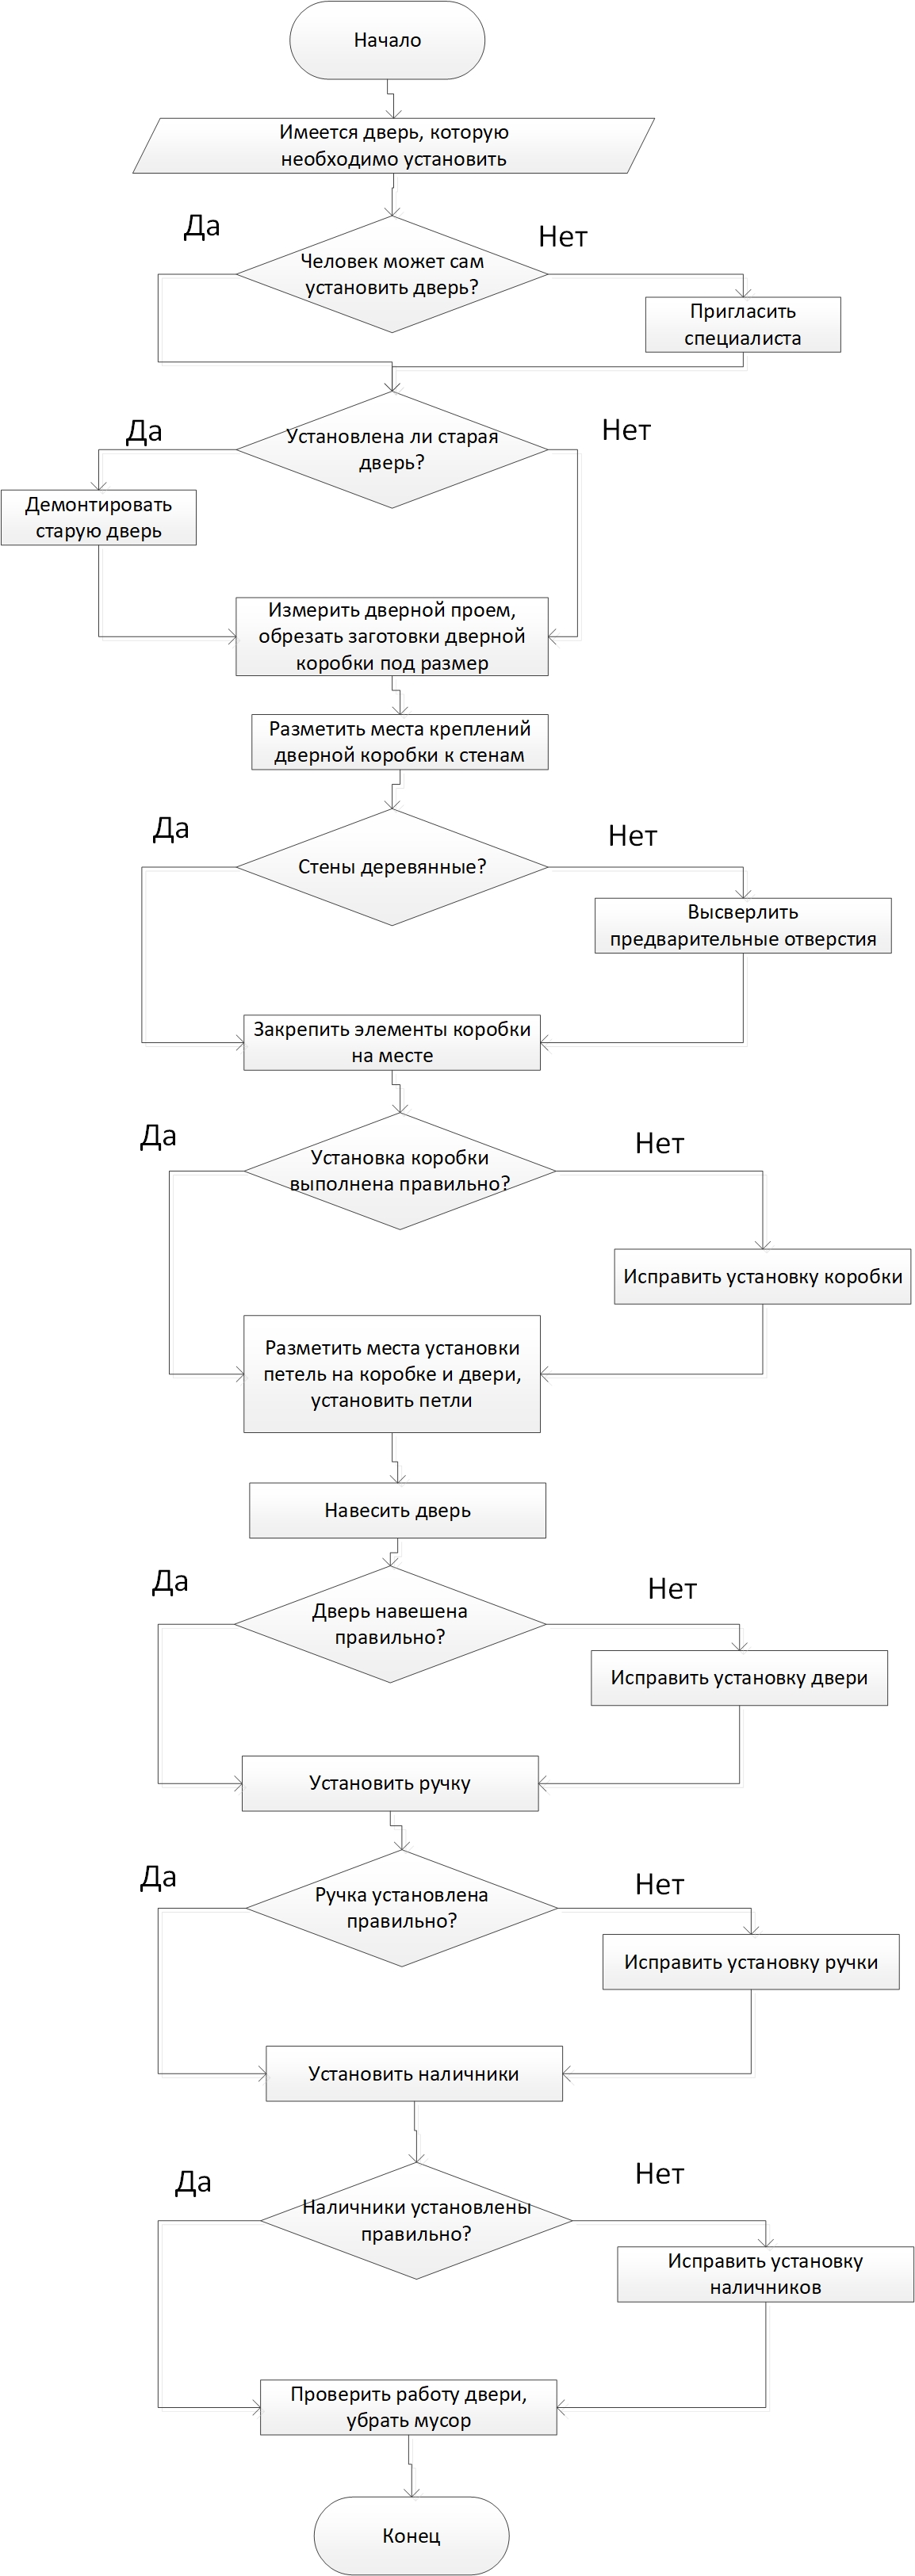 Начало
Имеется дверь, которую
необходимо установить
Да
Нет
Человек может сам
установить дверь?
Пригласить
специалиста
Да
Нет
Установлена ли старая
дверь?
Демонтировать
старую дверь
Измерить дверной проем,
обрезать заготовки дверной
коробки под размер
Разметить места креплений
дверной коробки к стенам
Да
Нет
Стены деревянные?
Высверлить
предварительные отверстия
Закрепить элементы коробки
на месте
Да
Нет
Установка коробки
выполнена правильно?
Исправить установку коробки
Разметить места установки
петель на коробке и двери,
установить петли
Навесить дверь
Да
Нет
Дверь навешена
правильно?
Исправить установку двери
Установить ручку
Да
Нет
Ручка установлена
правильно?
Исправить установку ручки
Установить наличники
Да
Нет
Наличники установлены
правильно?
Исправить установку
наличников
Проверить работу двери,
убрать мусор
Конец